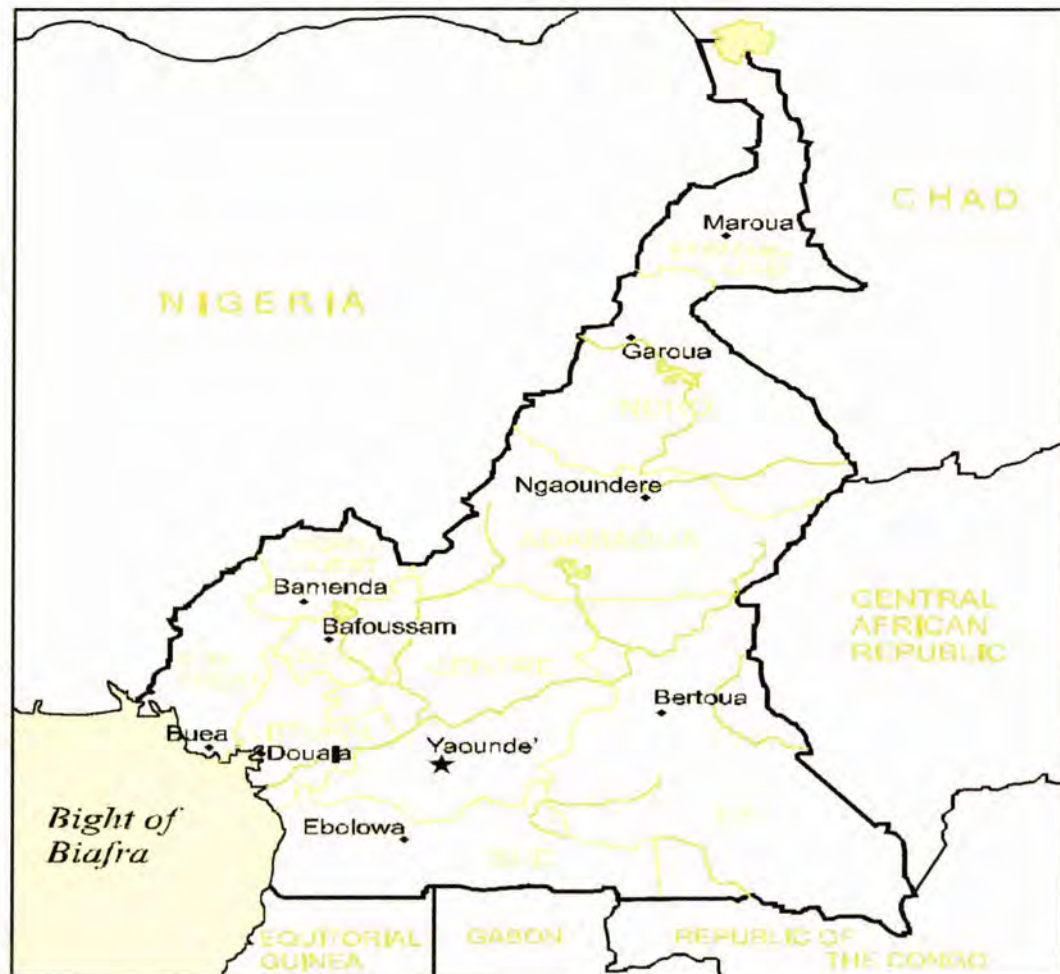 CHAD
Maroua
NIGERIA
Garoua
NORD
Ngaoundere
ADAMAOUA
Bamenda
Bafoussam
CENTRAL
AFRICAN
REPUBLIC
CENTRE
Bertoua
Buea
Douala
Yaounde'
Bight of
Biafra
Ebolowa
SUD
EQUTORIAL
GUINEA
GABON
REPUBLIC OF
THE CONGO